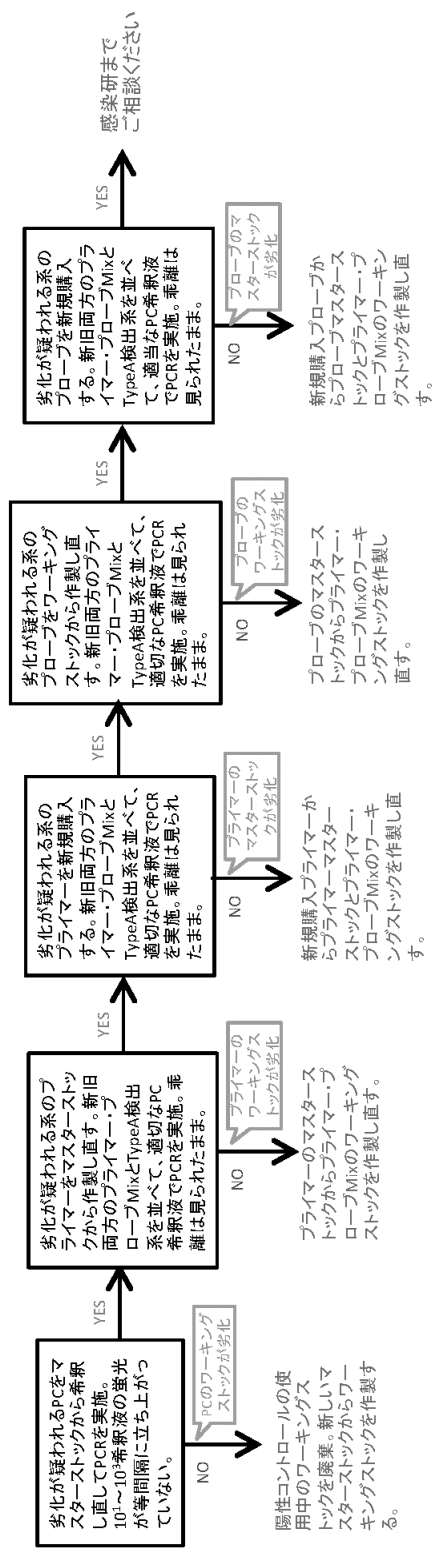 劣化が疑われるPCをマ
スターストックから希釈
し直してPCRを実施。
10¹～10³希釈液の蛍光
が等間隔に立ち上がっ
ていない。
YES
NO
PCのワーキング
ストックが劣化
陽性コントロールの使
用中のワーキングス
トックを廃棄。新しいマ
スターストックからワー
キングストックを作製す
る。
劣化が疑われる系のプ
ライマーをマスターストッ
クから作製し直す。新旧
両方のプライマー・プ
ローブMixとTypeA検出
系を並べて、適切なPC
希釈液でPCRを実施。乖
離は見られたまま。
YES
NO
プライマーの
ワーキングス
トックが劣化
プライマーのマスタース
トックからプライマー・プ
ローブMixのワーキング
ストックを作製し直す。
劣化が疑われる系の
プライマーを新規購入
する。新旧両方のプラ
イマー・プローブMixと
TypeA検出系を並べて、
適切なPC希釈液でPCR
を実施。乖離は見られ
たまま。
YES
NO
プライマーの
マスターストッ
クが劣化
新規購入プライマーか
らプライマーマスター
ストックとプライマー・
プローブMixのワーキ
ングストックを作製し直
す。
劣化が疑われる系の
プローブをワーキング
ストックから作製し直
す。新旧両方のプライ
マー・プローブMixと
TypeA検出系を並べて、
適切なPC希釈液でPCR
を実施。乖離は見られ
たまま。
YES
NO
プローブの
ワーキングス
トックが劣化
プローブのマスタース
トックからプライマー・
プローブMixのワーキ
ングストックを作製し
直す。
劣化が疑われる系の
プローブを新規購入
する。新旧両方のプラ
イマー・プローブMixと
TypeA検出系を並べ
て、適当なPC希釈液
でPCRを実施。乖離は
見られたまま。
YES
NO
プローブのマ
スターストック
が劣化
新規購入プローブか
らプローブマスタース
トックとプライマー・プ
ローブMixのワーキン
グストックを作製し直
す。
感染研まで
ご相談ください